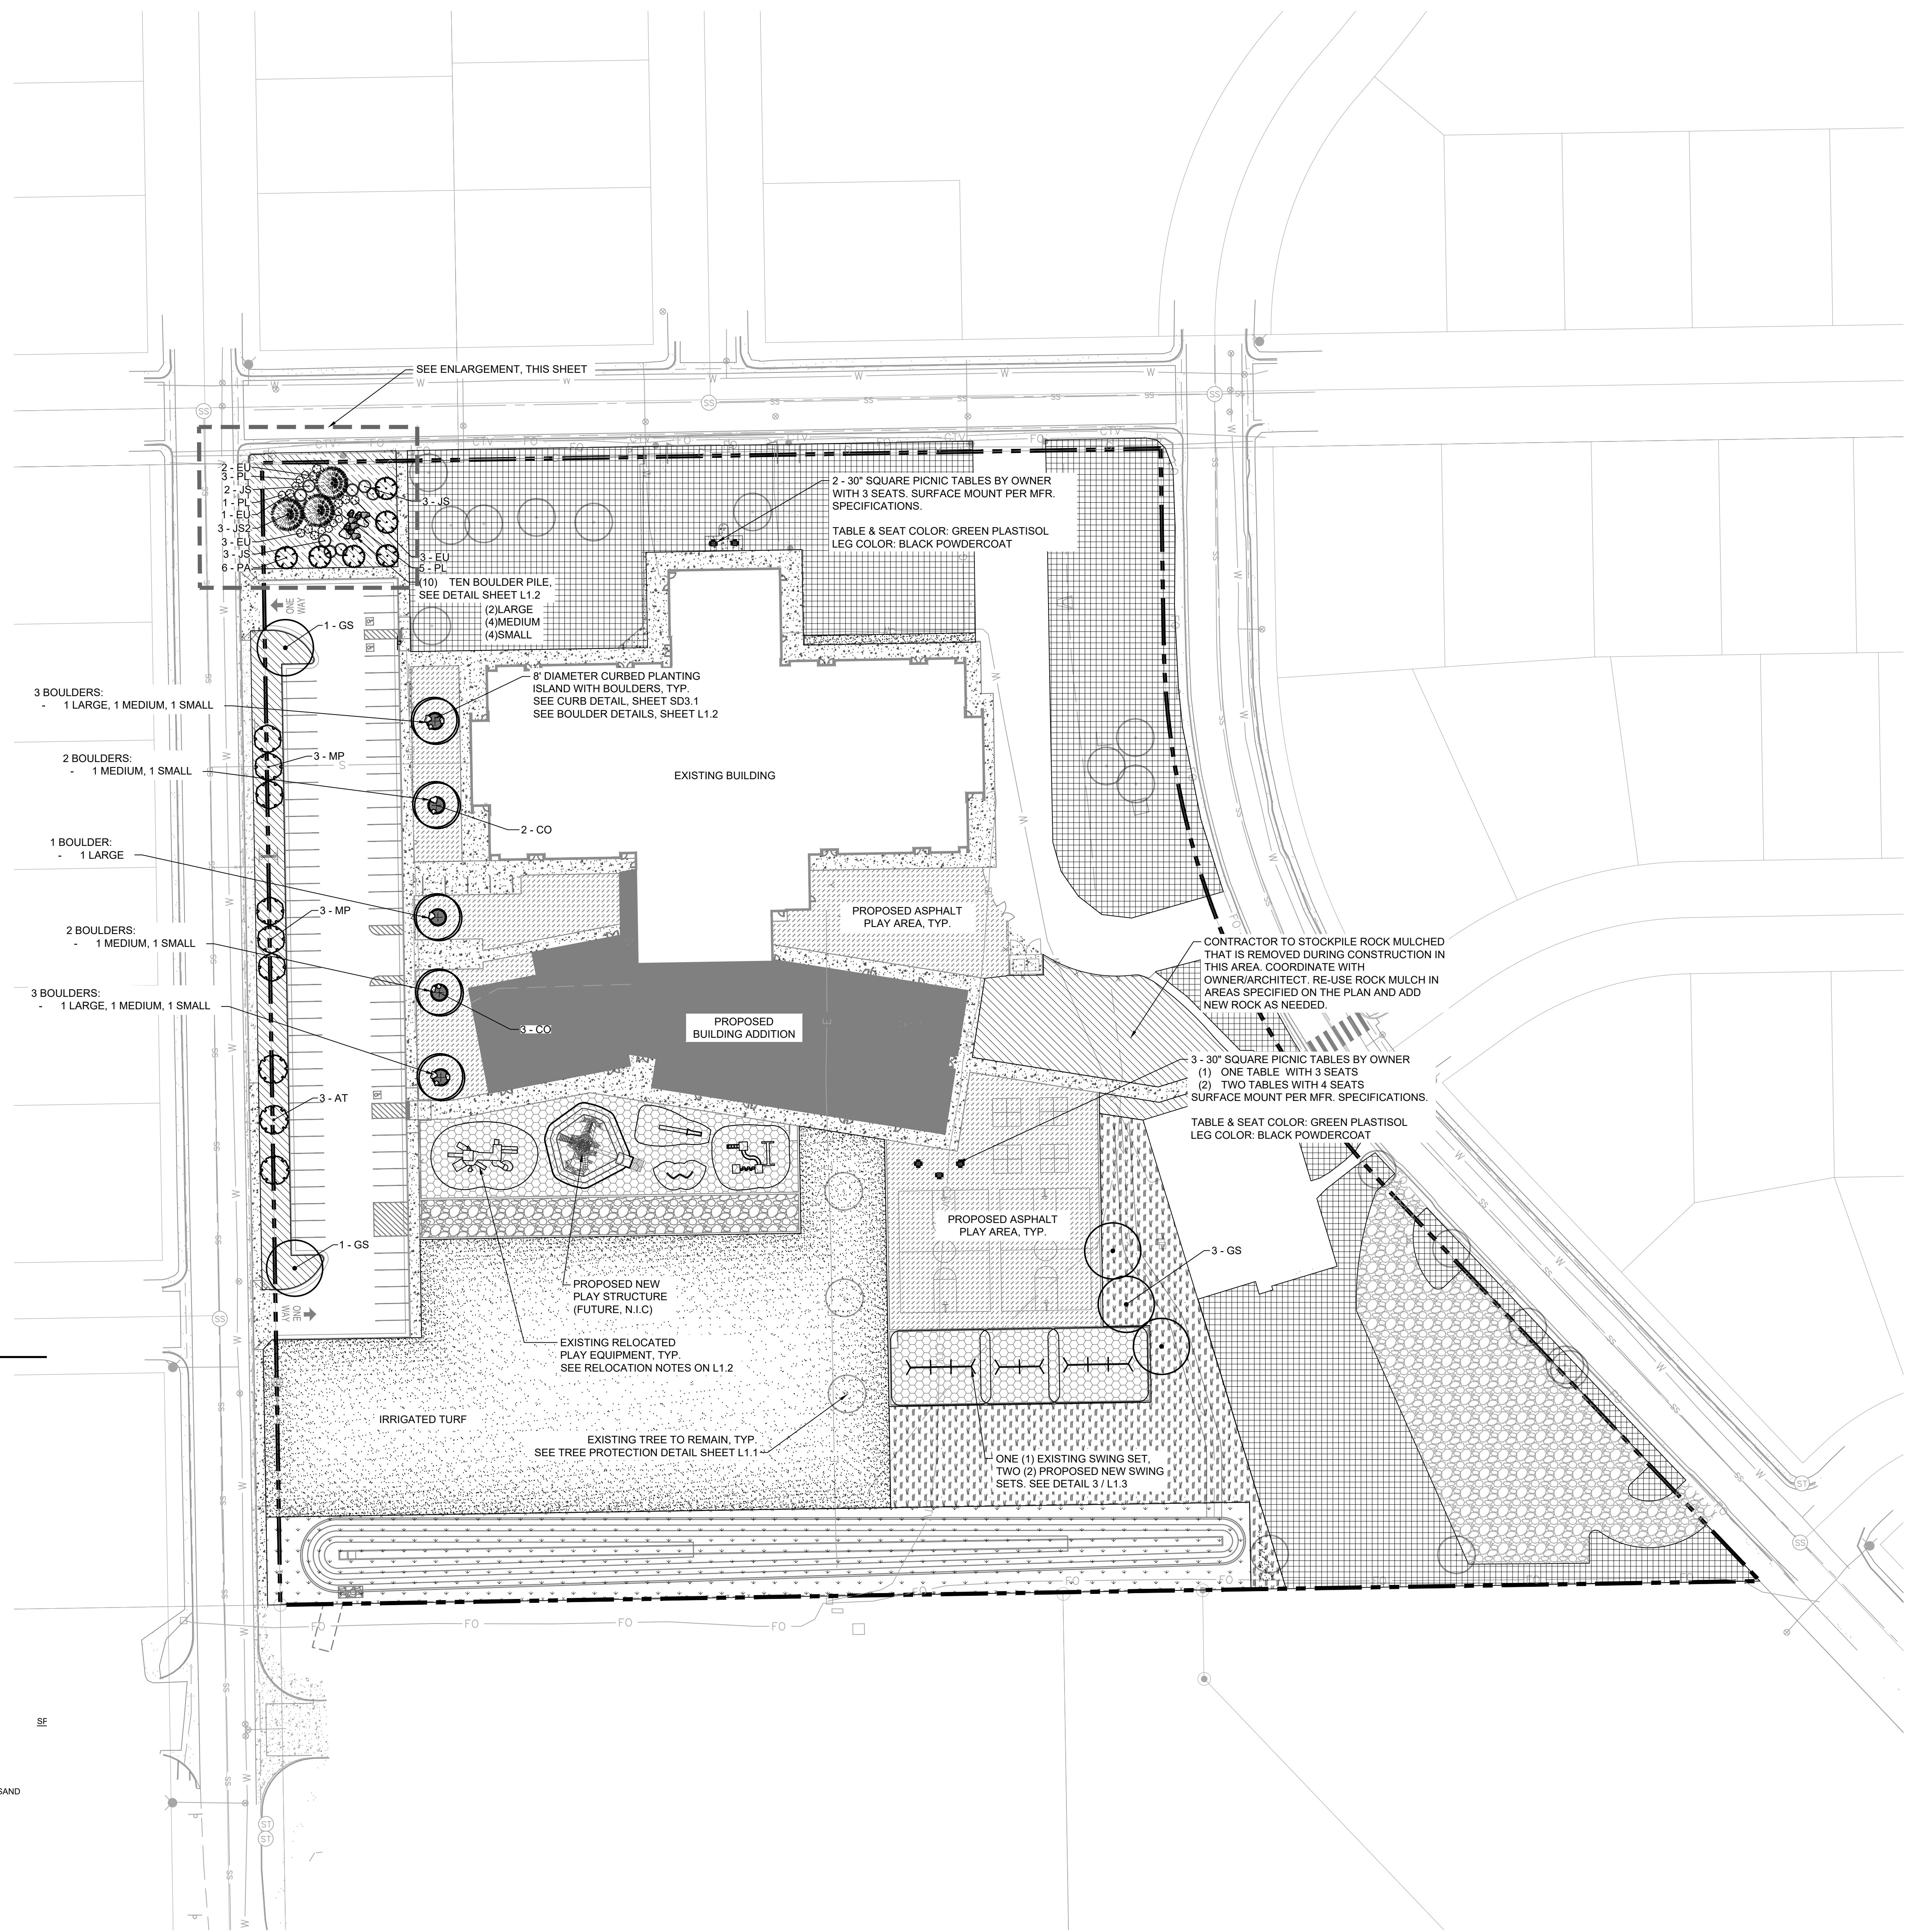 SEE ENLARGEMENT, THIS SHEET
2 - EU
3 - PL
2 - JS
1 - PL
1 - EU
3 - JS2
3 - EU
3 - JS
6 - PA
3 - JS
3 - EU
5 - PL
(10) TEN BOULDER PILE,
SEE DETAIL SHEET L1.2
(2)LARGE
(4)MEDIUM
(4)SMALL
2 - 30" SQUARE PICNIC TABLES BY OWNER
WITH 3 SEATS. SURFACE MOUNT PER MFR.
SPECIFICATIONS.
TABLE & SEAT COLOR: GREEN PLASTISOL
LEG COLOR: BLACK POWDERCOAT
ONE
WAY
1 - GS
8' DIAMETER CURBED PLANTING
ISLAND WITH BOULDERS, TYP.
SEE CURB DETAIL, SHEET SD3.1
SEE BOULDER DETAILS, SHEET L1.2
3 BOULDERS:
- 1 LARGE, 1 MEDIUM, 1 SMALL
3 - MP
2 BOULDERS:
- 1 MEDIUM, 1 SMALL
EXISTING BUILDING
2 - CO
1 BOULDER:
- 1 LARGE
3 - MP
PROPOSED ASPHALT
PLAY AREA, TYP.
2 BOULDERS:
- 1 MEDIUM, 1 SMALL
CONTRACTOR TO STOCKPILE ROCK MULCHED
THAT IS REMOVED DURING CONSTRUCTION IN
THIS AREA. COORDINATE WITH
OWNER/ARCHITECT. RE-USE ROCK MULCH IN
AREAS SPECIFIED ON THE PLAN AND ADD
NEW ROCK AS NEEDED.
3 BOULDERS:
- 1 LARGE, 1 MEDIUM, 1 SMALL
3 - CO
PROPOSED
BUILDING ADDITION
3 - 30" SQUARE PICNIC TABLES BY OWNER
(1) ONE TABLE WITH 3 SEATS
(2) TWO TABLES WITH 4 SEATS
SURFACE MOUNT PER MFR. SPECIFICATIONS.
TABLE & SEAT COLOR: GREEN PLASTISOL
LEG COLOR: BLACK POWDERCOAT
3 - AT
PROPOSED ASPHALT
PLAY AREA, TYP.
1 - GS
3 - GS
PROPOSED NEW
PLAY STRUCTURE
(FUTURE, N.I.C)
ONE
WAY
EXISTING RELOCATED
PLAY EQUIPMENT, TYP.
SEE RELOCATION NOTES ON L1.2
IRRIGATED TURF
EXISTING TREE TO REMAIN, TYP.
SEE TREE PROTECTION DETAIL SHEET L1.1
ONE (1) EXISTING SWING SET,
TWO (2) PROPOSED NEW SWING
SETS. SEE DETAIL 3 / L1.3
FO FO FO FO
SF
SAND